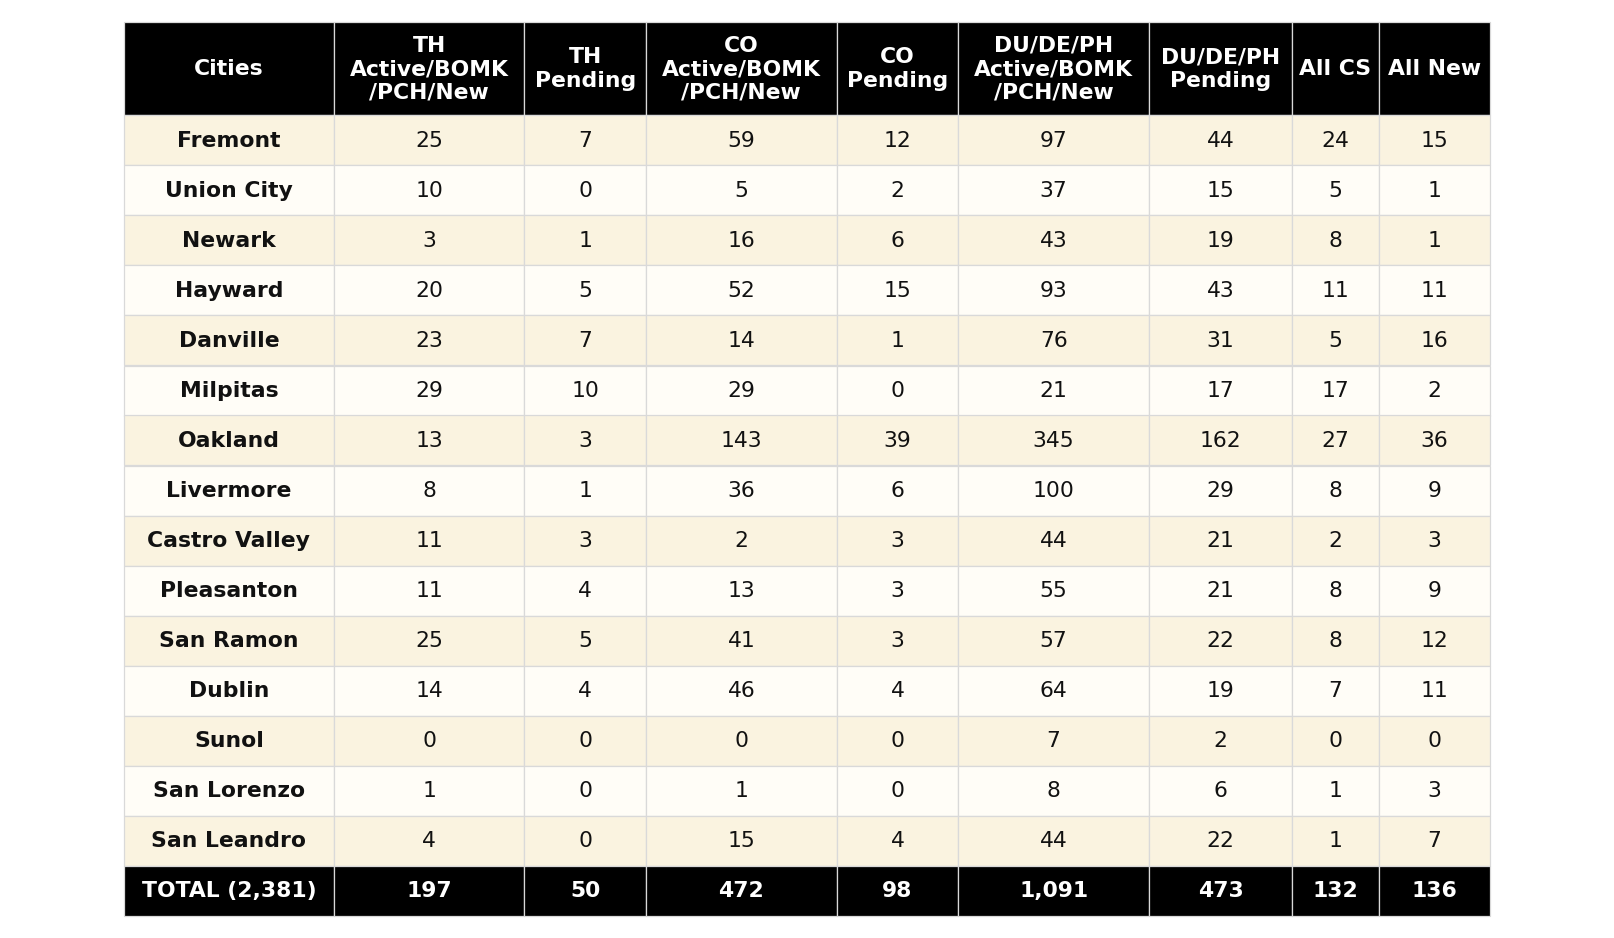 Cities | TH Active/BOMK /PCH/New | TH Pending | CO Active/BOMK /PCH/New | CO Pending | DU/DE/PH Active/BOMK /PCH/New | DU/DE/PH Pending | All CS | All New
Fremont | 25 | 7 | 59 | 12 | 97 | 44 | 24 | 15
Union City | 10 | 0 | 5 | 2 | 37 | 15 | 5 | 1
Newark | 3 | 1 | 16 | 6 | 43 | 19 | 8 | 1
Hayward | 20 | 5 | 52 | 15 | 93 | 43 | 11 | 11
Danville | 23 | 7 | 14 | 1 | 76 | 31 | 5 | 16
Milpitas | 29 | 10 | 29 | 0 | 21 | 17 | 17 | 2
Oakland | 13 | 3 | 143 | 39 | 345 | 162 | 27 | 36
Livermore | 8 | 1 | 36 | 6 | 100 | 29 | 8 | 9
Castro Valley | 11 | 3 | 2 | 3 | 44 | 21 | 2 | 3
Pleasanton | 11 | 4 | 13 | 3 | 55 | 21 | 8 | 9
San Ramon | 25 | 5 | 41 | 3 | 57 | 22 | 8 | 12
Dublin | 14 | 4 | 46 | 4 | 64 | 19 | 7 | 11
Sunol | 0 | 0 | 0 | 0 | 7 | 2 | 0 | 0
San Lorenzo | 1 | 0 | 1 | 0 | 8 | 6 | 1 | 3
San Leandro | 4 | 0 | 15 | 4 | 44 | 22 | 1 | 7
TOTAL (2,381) | 197 | 50 | 472 | 98 | 1,091 | 473 | 132 | 136